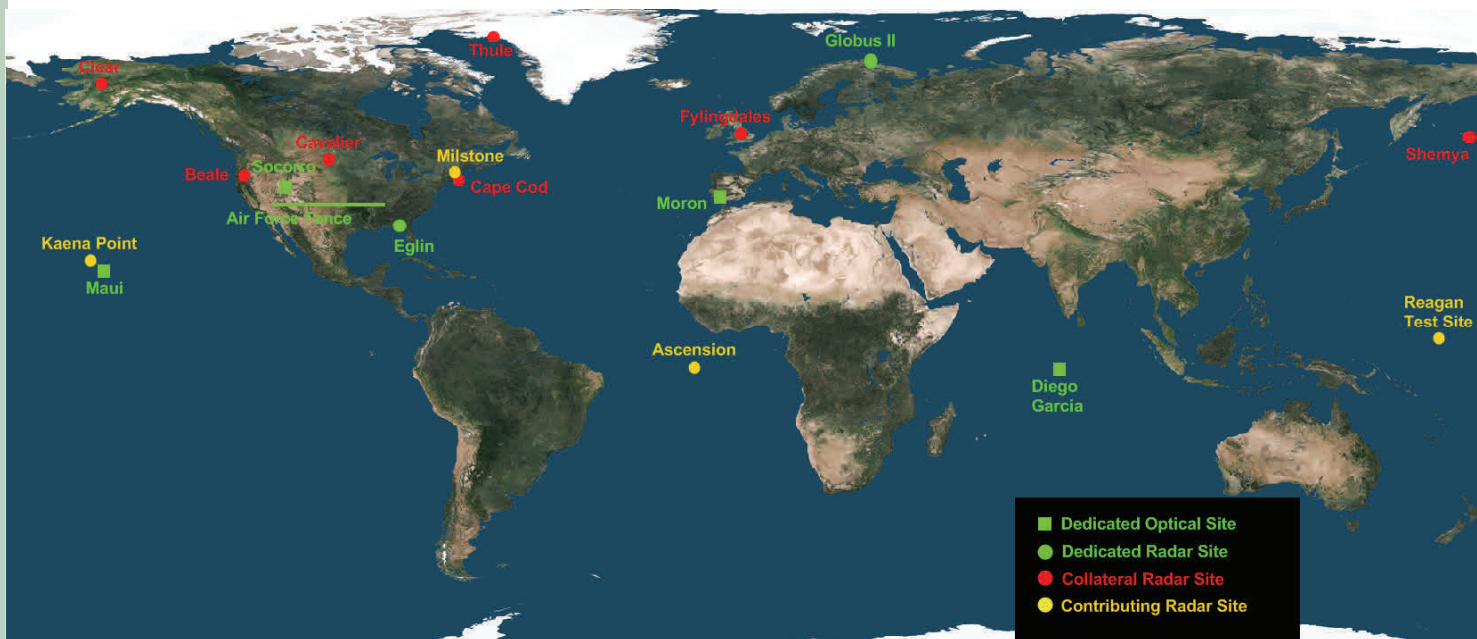 Thule
Globus II
Clear
Fylingdales
Cavalier
Milstone
Socorro
Shemya
Beale
Cape Cod
Moron
Air Force Fence
Kaena Point
Eglin
Maui
Reagan
Test Site
Ascension
Diego
Garcia
Dedicated Optical Site
Dedicated Radar Site
Collateral Radar Site
Contributing Radar Site